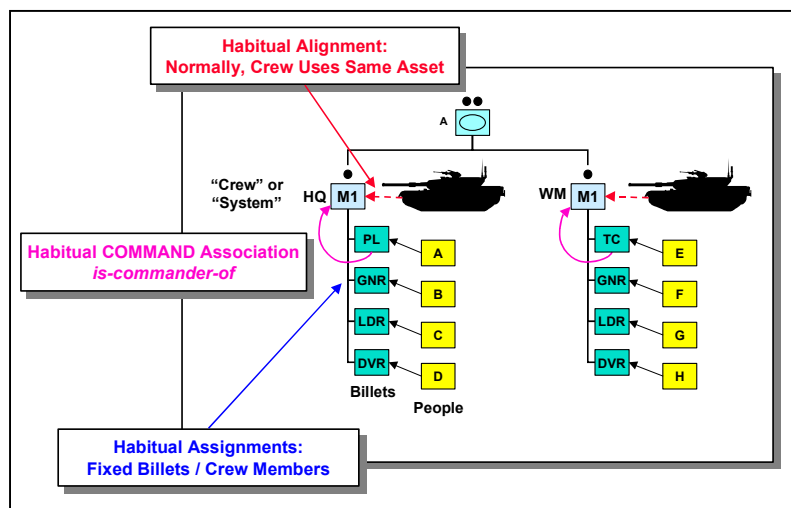 Habitual Alignment:
Normally, Crew Uses Same Asset
A
“Crew” or
“System”
HQ
M1
WM
M1
Habitual COMMAND Association
is-commander-of
PL
A
TC
E
GNR
B
GNR
F
LDR
C
LDR
G
DVR
D
DVR
H
Billets
People
Habitual Assignments:
Fixed Billets / Crew Members